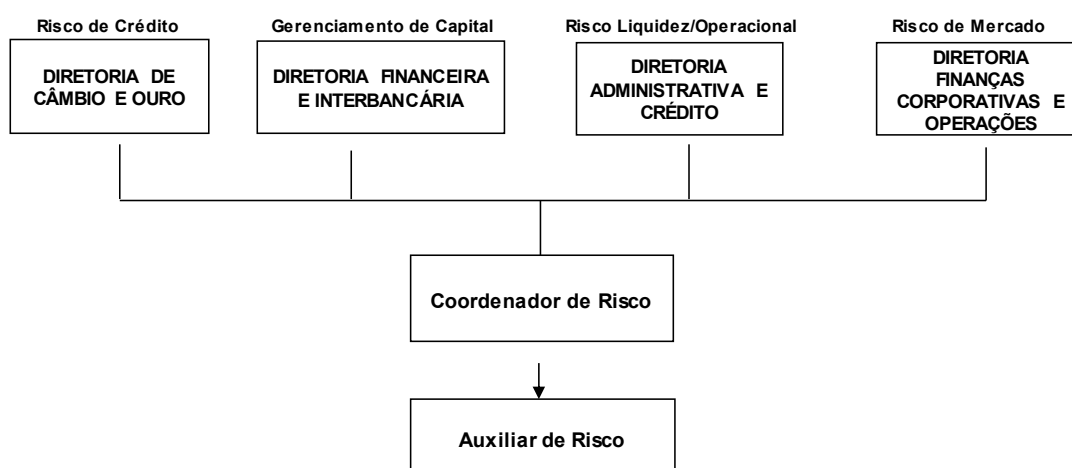 Risco de Crédito
Gerenciamento de Capital
Risco Liquidez/Operacional
Risco de Mercado
DIRETORIA DE
CÂMBIO E OURO
DIRETORIA FINANCEIRA
E INTERBANCÁRIA
DIRETORIA
ADMINISTRATIVA E
CRÉDITO
DIRETORIA
FINANÇAS
CORPORATIVAS E
OPERAÇÕES
Coordenador de Risco
Auxiliar de Risco